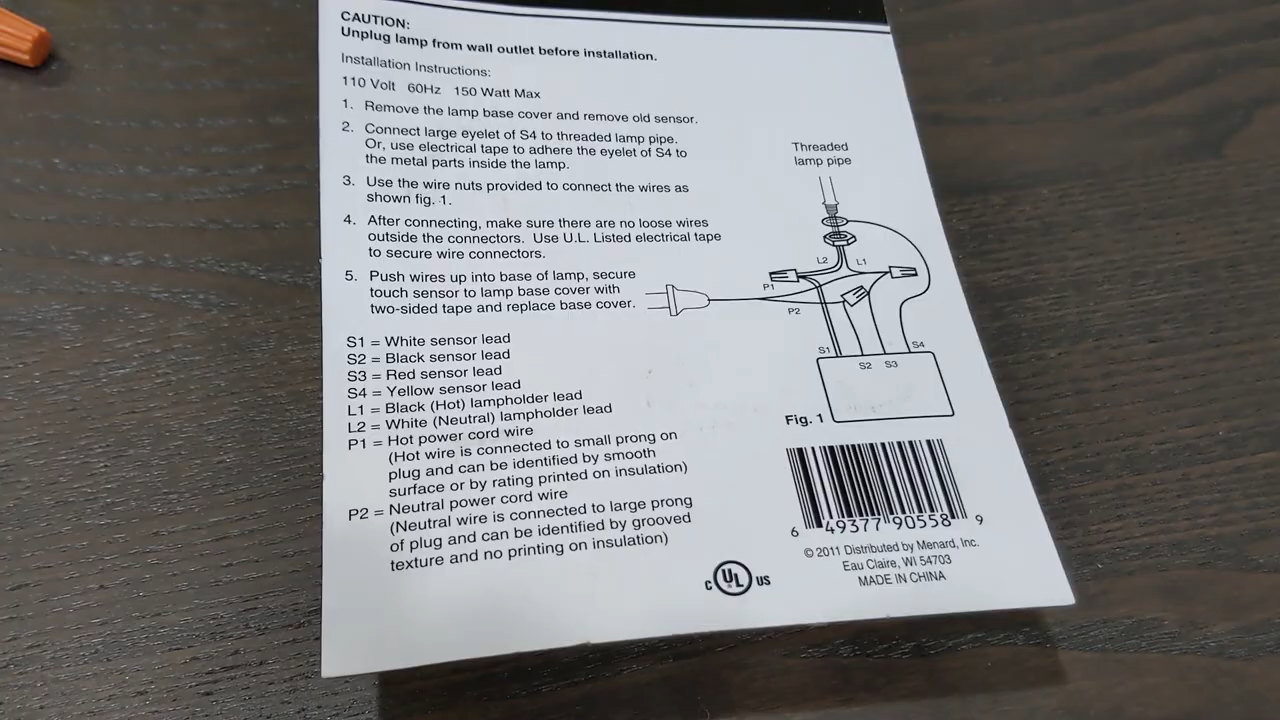 CAUTION:
Unplug lamp from wall outlet before installation.
Installation Instructions:
110 Volt 60Hz 150 Watt Max
1. Remove the lamp base cover and remove old sensor.
2. Connect large eyelet of S4 to threaded lamp pipe.
Or, use electrical tape to adhere the eyelet of S4 to
the metal parts inside the lamp.
3. Use the wire nuts provided to connect the wires as
shown fig. 1.
4. After connecting, make sure there are no loose wires
outside the connectors. Use U.L. Listed electrical tape
to secure wire connectors.
5. Push wires up into base of lamp, secure
touch sensor to lamp base cover with
two-sided tape and replace base cover.
S1 = White sensor lead
S2 = Black sensor lead
S3 = Red sensor lead
S4 = Yellow sensor lead
L1 = Black (Hot) lampholder lead
L2 = White (Neutral) lampholder lead
P1 = Hot power cord wire
(Hot wire is connected to small prong on
plug and can be identified by smooth
surface or by rating printed on insulation)
P2 = Neutral power cord wire
(Neutral wire is connected to large prong
of plug and can be identified by grooved
texture and no printing on insulation)
Threaded
lamp pipe
L2 L1
P1
P2
S1 S2 S3 S4
Fig. 1
6 49377 90558 9
© 2011 Distributed by Menard, Inc.
Eau Claire, WI 54703
MADE IN CHINA
C UL US